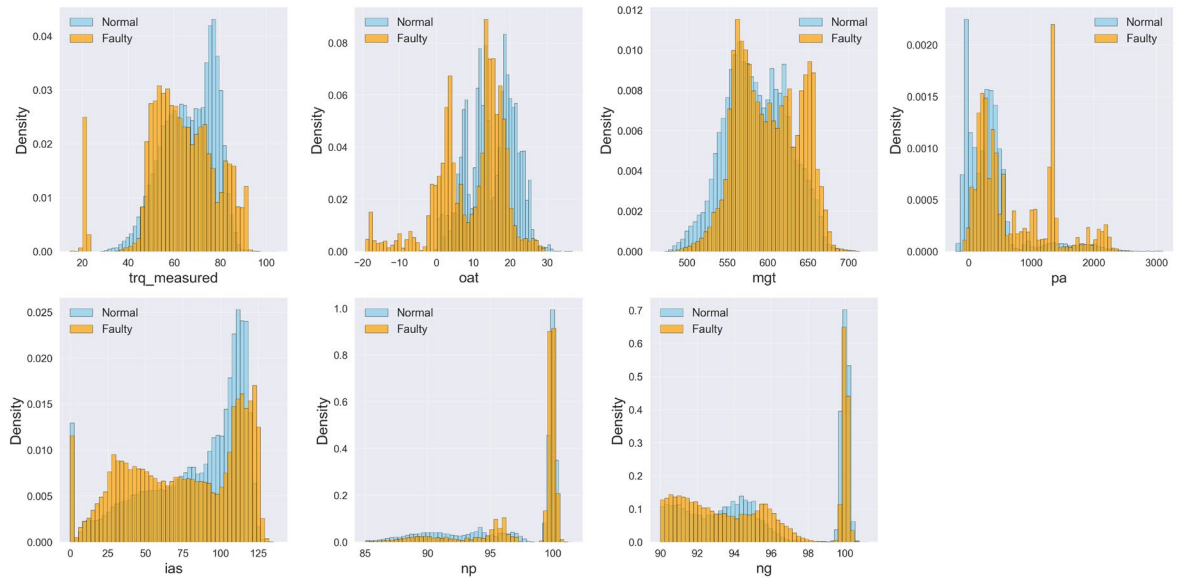 Density
0.04
0.03
0.02
0.01
0.00
Normal
Faulty
20 40 60 80 100
trq_measured
Density
0.08
0.06
0.04
0.02
0.00
Normal
Faulty
−20 −10 0 10 20 30
oat
Density
0.012
0.010
0.008
0.006
0.004
0.002
0.000
Normal
Faulty
500 550 600 650 700
mgt
Density
0.0020
0.0015
0.0010
0.0005
0.0000
Normal
Faulty
0 1000 2000 3000
pa
Density
0.025
0.020
0.015
0.010
0.005
0.000
Normal
Faulty
0 25 50 75 100 125
ias
Density
1.0
0.8
0.6
0.4
0.2
0.0
Normal
Faulty
85 90 95 100
np
Density
0.7
0.6
0.5
0.4
0.3
0.2
0.1
0.0
Normal
Faulty
90 92 94 96 98 100
ng